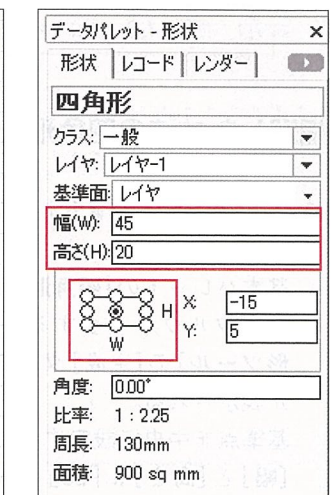 データパレット - 形状 ×
形状 レコード レンダー
四角形
クラス: 一般
レイヤ: レイヤ-1
基準面: レイヤ
幅(W): 45
高さ(H): 20
H
W
X: -15
Y: 5
角度: 0.00°
比率: 1 : 2.25
周長: 130mm
面積: 900 sq mm